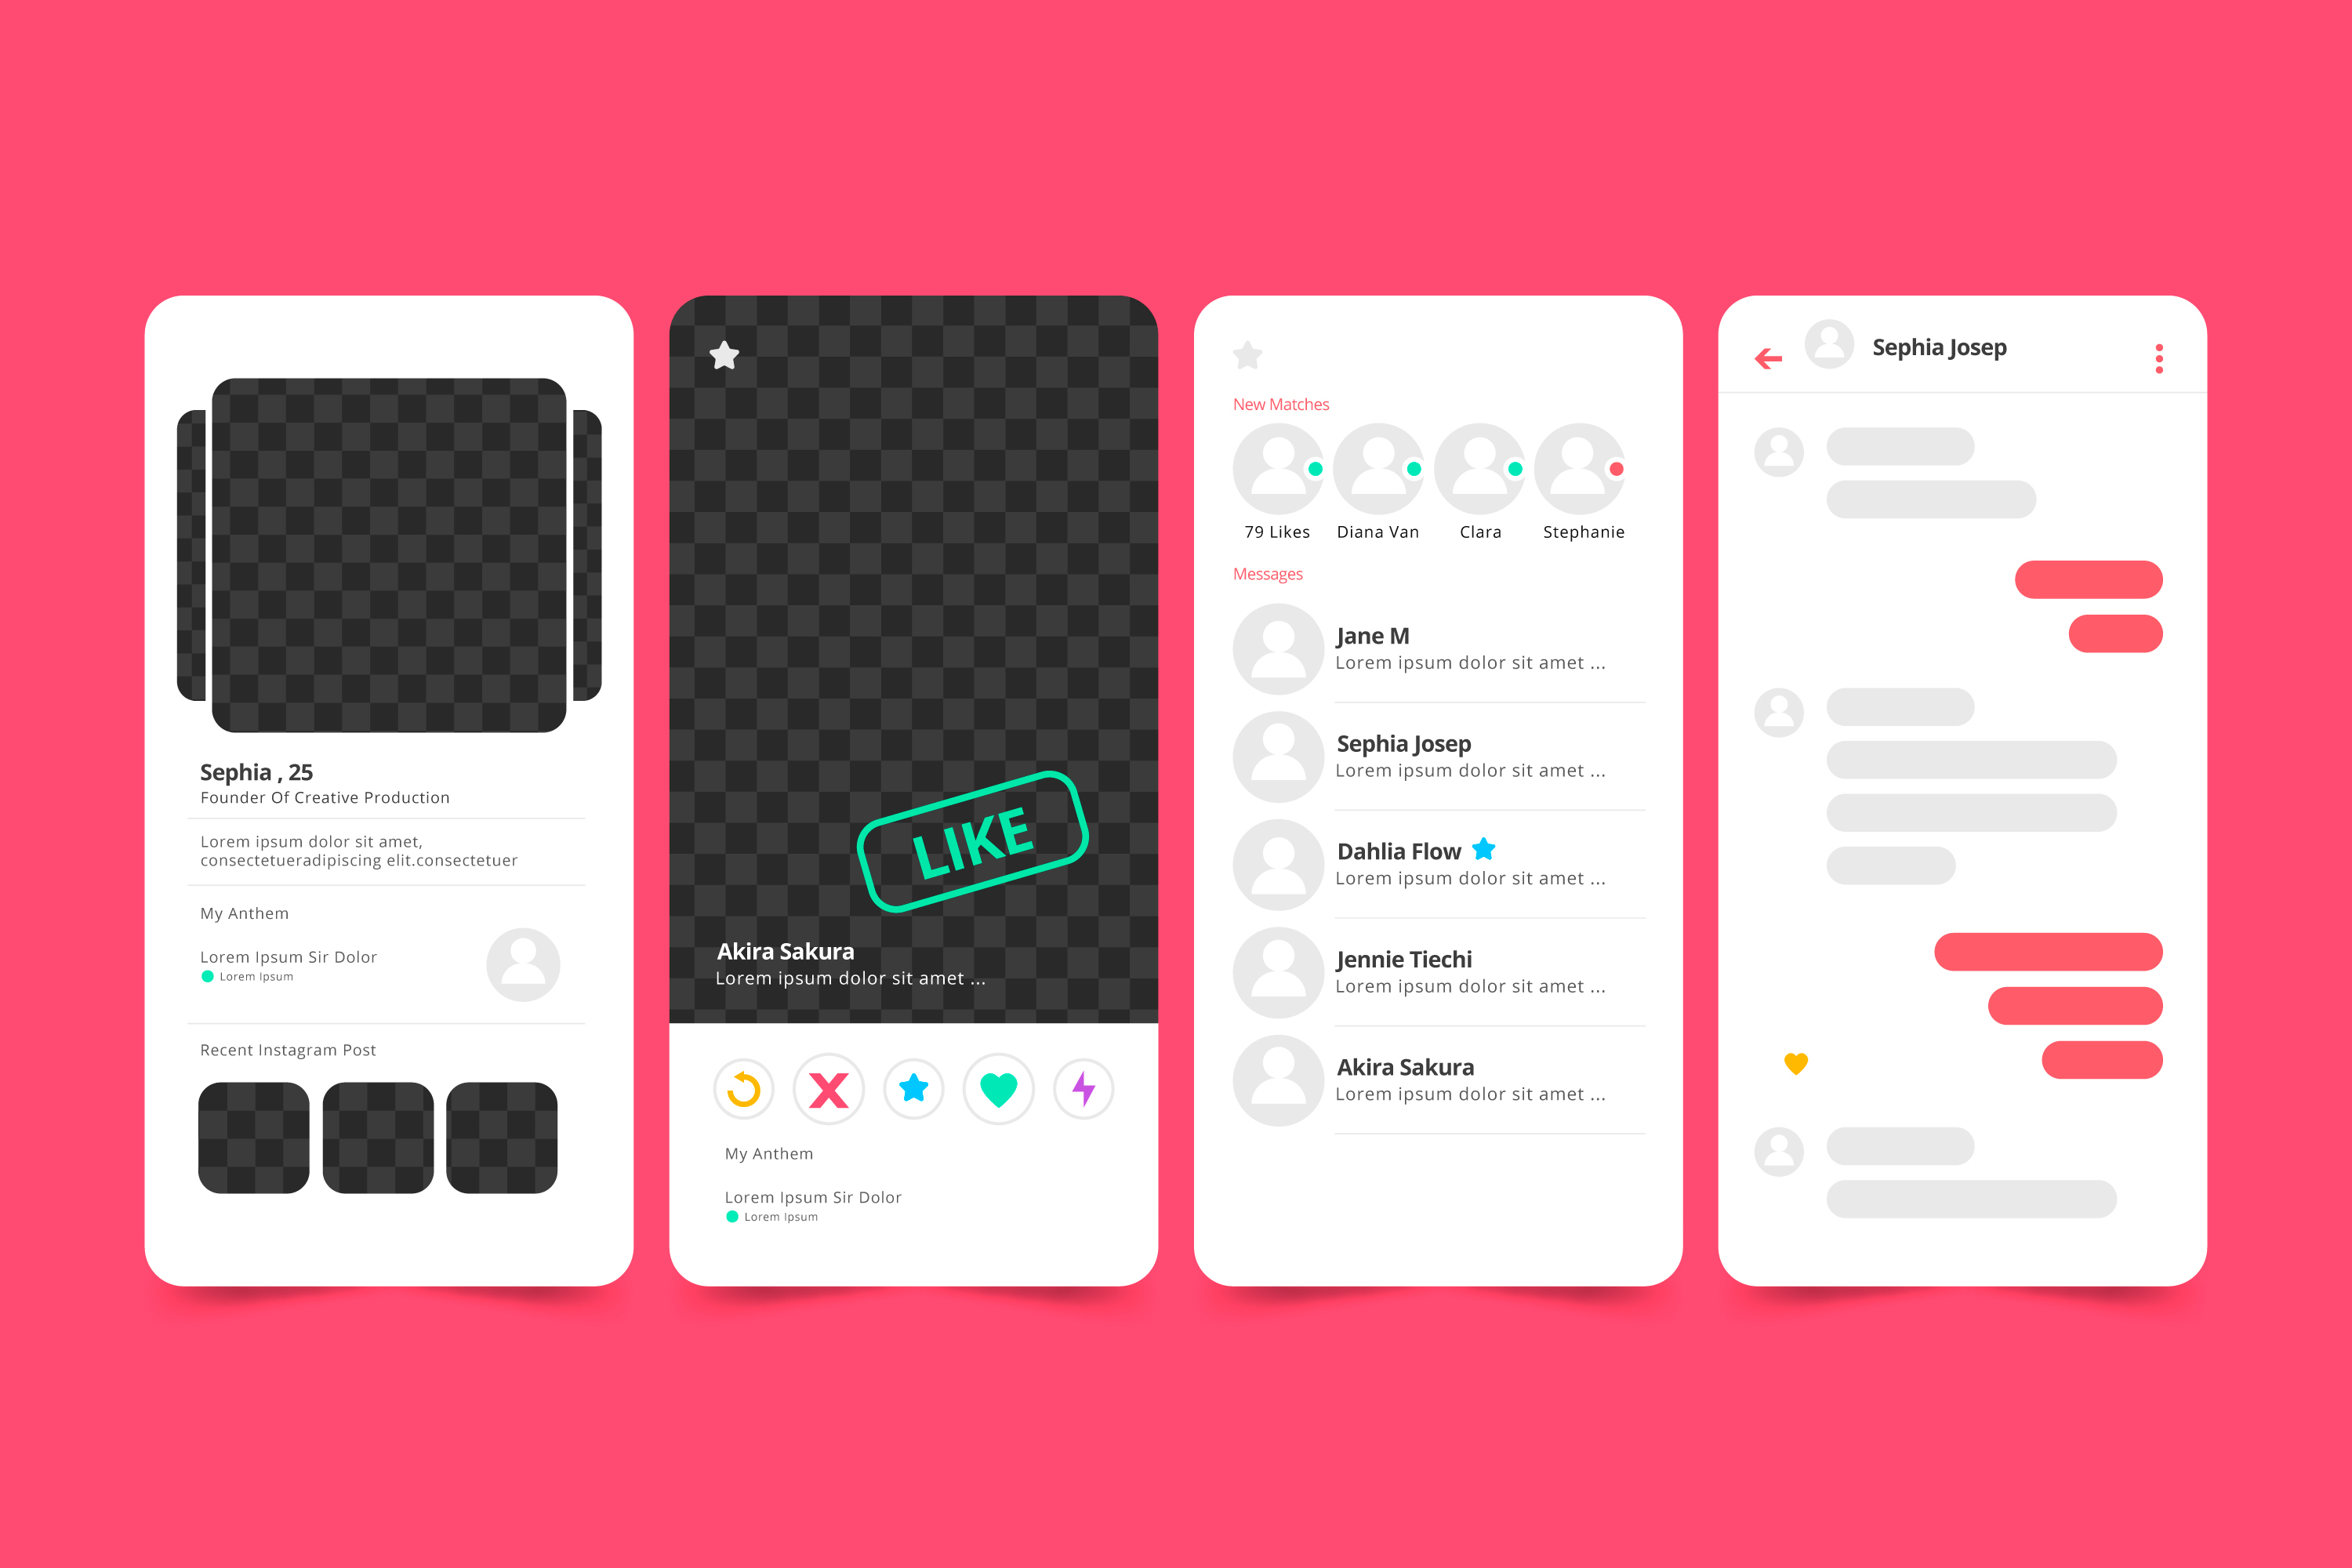 Sephia , 25
Founder Of Creative Production
Lorem ipsum dolor sit amet,
consectetueradipiscing elit.consectetuer
My Anthem
Lorem Ipsum Sir Dolor
Lorem Ipsum
Recent Instagram Post
LIKE
Akira Sakura
Lorem ipsum dolor sit amet ...
My Anthem
Lorem Ipsum Sir Dolor
Lorem Ipsum
New Matches
79 Likes Diana Van Clara Stephanie
Messages
Jane M
Lorem ipsum dolor sit amet ...
Sephia Josep
Lorem ipsum dolor sit amet ...
Dahlia Flow
Lorem ipsum dolor sit amet ...
Jennie Tiechi
Lorem ipsum dolor sit amet ...
Akira Sakura
Lorem ipsum dolor sit amet ...
Sephia Josep